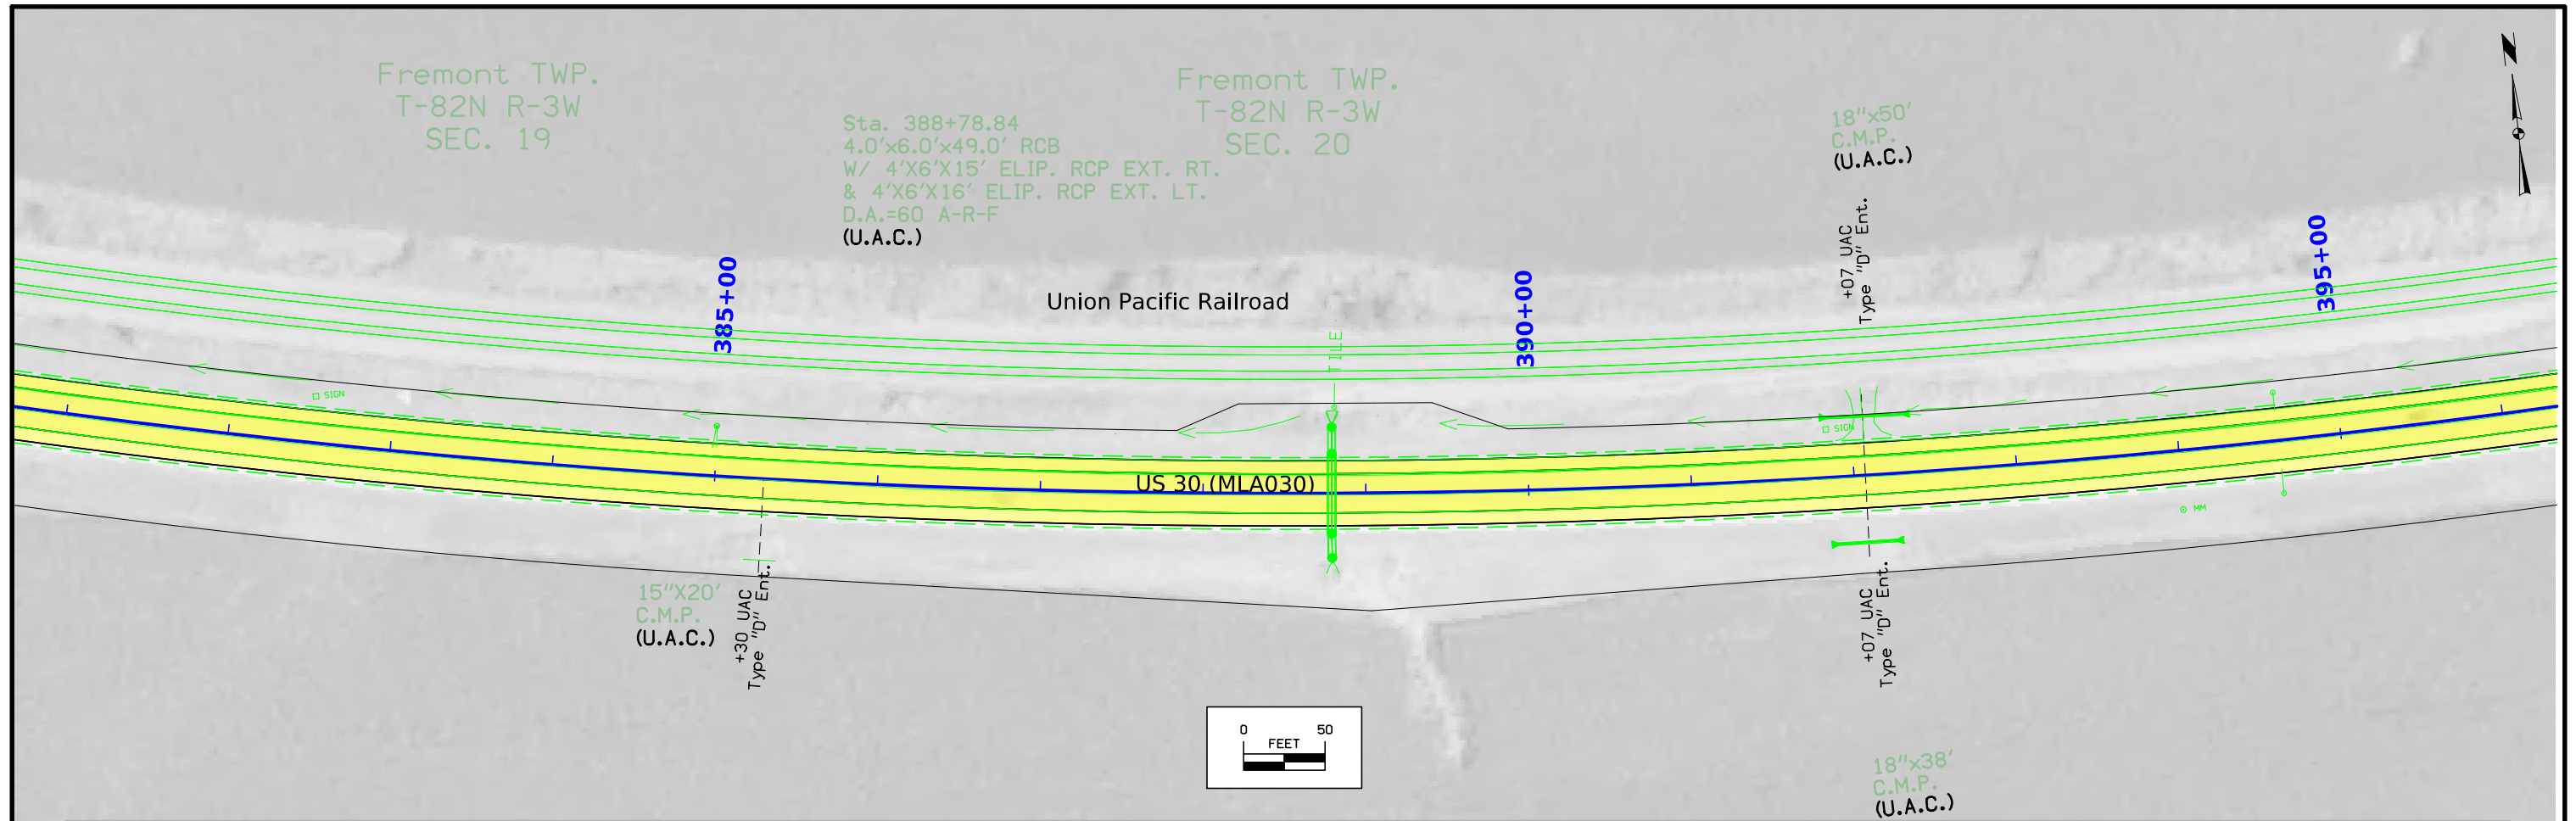 Fremont TWP.
T-82N R-3W
SEC. 19
Fremont TWP.
T-82N R-3W
SEC. 20
Sta. 388+78.84
4.0'x6.0'x49.0' RCB
W/ 4'X6'X15' ELIP. RCP EXT. RT.
& 4'X6'X16' ELIP. RCP EXT. LT.
D.A.=60 A-R-F
(U.A.C.)
18"x50'
C.M.P.
(U.A.C.)
N
+07 UAC
Type "D" Ent.
385+00
Union Pacific Railroad
TILE
390+00
395+00
SIGN
SIGN
US 30 (MLA030)
MM
15"X20'
C.M.P.
(U.A.C.)
+30 UAC
Type "D" Ent.
+07 UAC
Type "D" Ent.
0 50
FEET
18"x38'
C.M.P.
(U.A.C.)